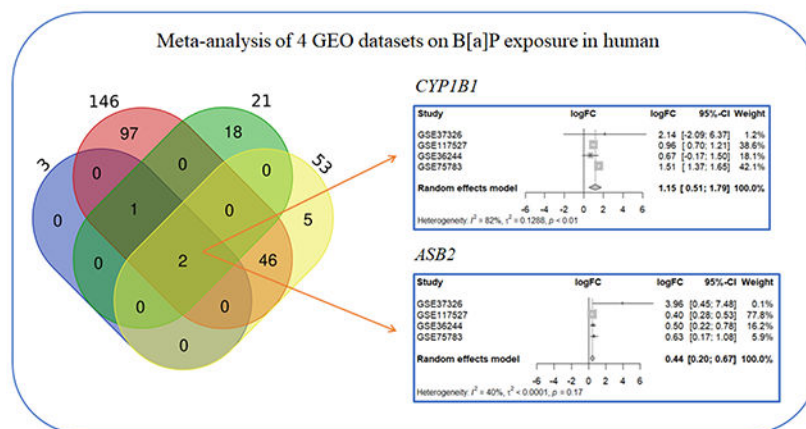 Meta-analysis of 4 GEO datasets on B[a]P exposure in human
146
21
3
53
97
18
0
0
0
0
1
0
5
0
2
46
0
0
0
CYP1B1
Study logFC logFC 95%-CI Weight
GSE37326 2.14 [-2.09; 6.37] 1.2%
GSE117527 0.96 [ 0.70; 1.21] 38.6%
GSE36244 0.67 [-0.17; 1.50] 18.1%
GSE75783 1.51 [ 1.37; 1.65] 42.1%
Random effects model 1.15 [ 0.51; 1.79] 100.0%
-6 -4 -2 0 2 4 6
Heterogeneity: I² = 82%, τ² = 0.1288, p < 0.01
ASB2
Study logFC logFC 95%-CI Weight
GSE37326 3.96 [0.45; 7.48] 0.1%
GSE117527 0.40 [0.28; 0.53] 77.8%
GSE36244 0.50 [0.22; 0.78] 16.2%
GSE75783 0.63 [0.17; 1.08] 5.9%
Random effects model 0.44 [0.20; 0.67] 100.0%
-6 -4 -2 0 2 4 6
Heterogeneity: I² = 40%, τ² < 0.0001, p = 0.17